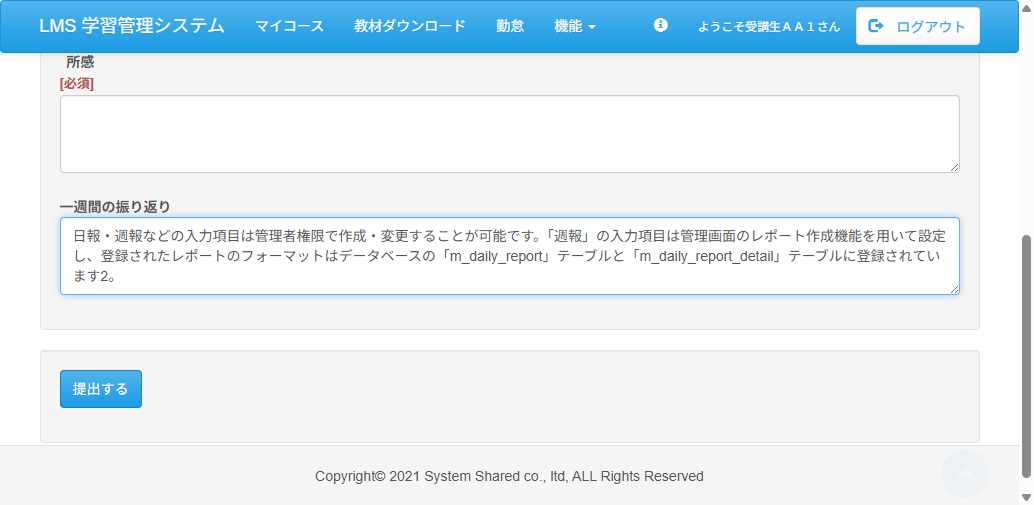 LMS 学習管理システム マイコース 教材ダウンロード 勤怠 機能 ようこそ受講生ＡＡ１さん ログアウト
所感
[必須]
一週間の振り返り
日報・週報などの入力項目は管理者権限で作成・変更することが可能です。「週報」の入力項目は管理画面のレポート作成機能を用いて設定
し、登録されたレポートのフォーマットはデータベースの「m_daily_report」テーブルと「m_daily_report_detail」テーブルに登録されてい
ます2。
提出する
Copyright© 2021 System Shared co., ltd, ALL Rights Reserved